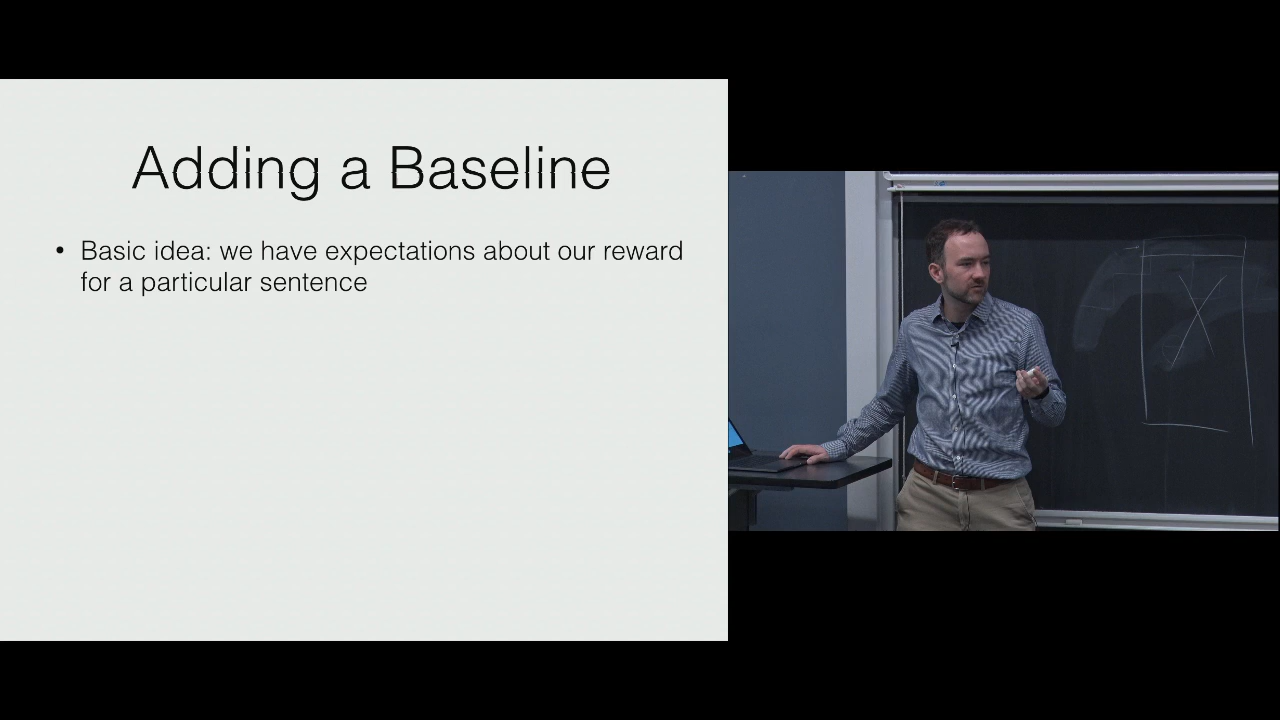 Adding a Baseline
• Basic idea: we have expectations about our reward
for a particular sentence